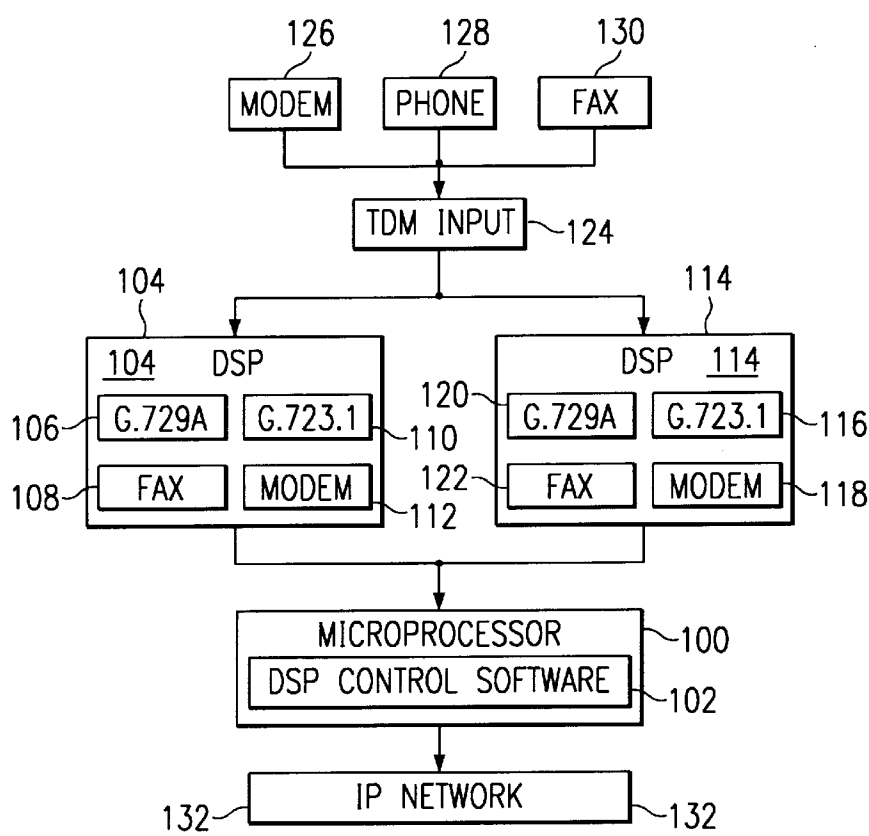 126 128 130
MODEM PHONE FAX
TDM INPUT 124
104 114
104 DSP DSP 114
106 G.729A G.723.1 110 120 G.729A G.723.1 116
108 FAX MODEM 112 122 FAX MODEM 118
MICROPROCESSOR 100
DSP CONTROL SOFTWARE 102
IP NETWORK
132 132